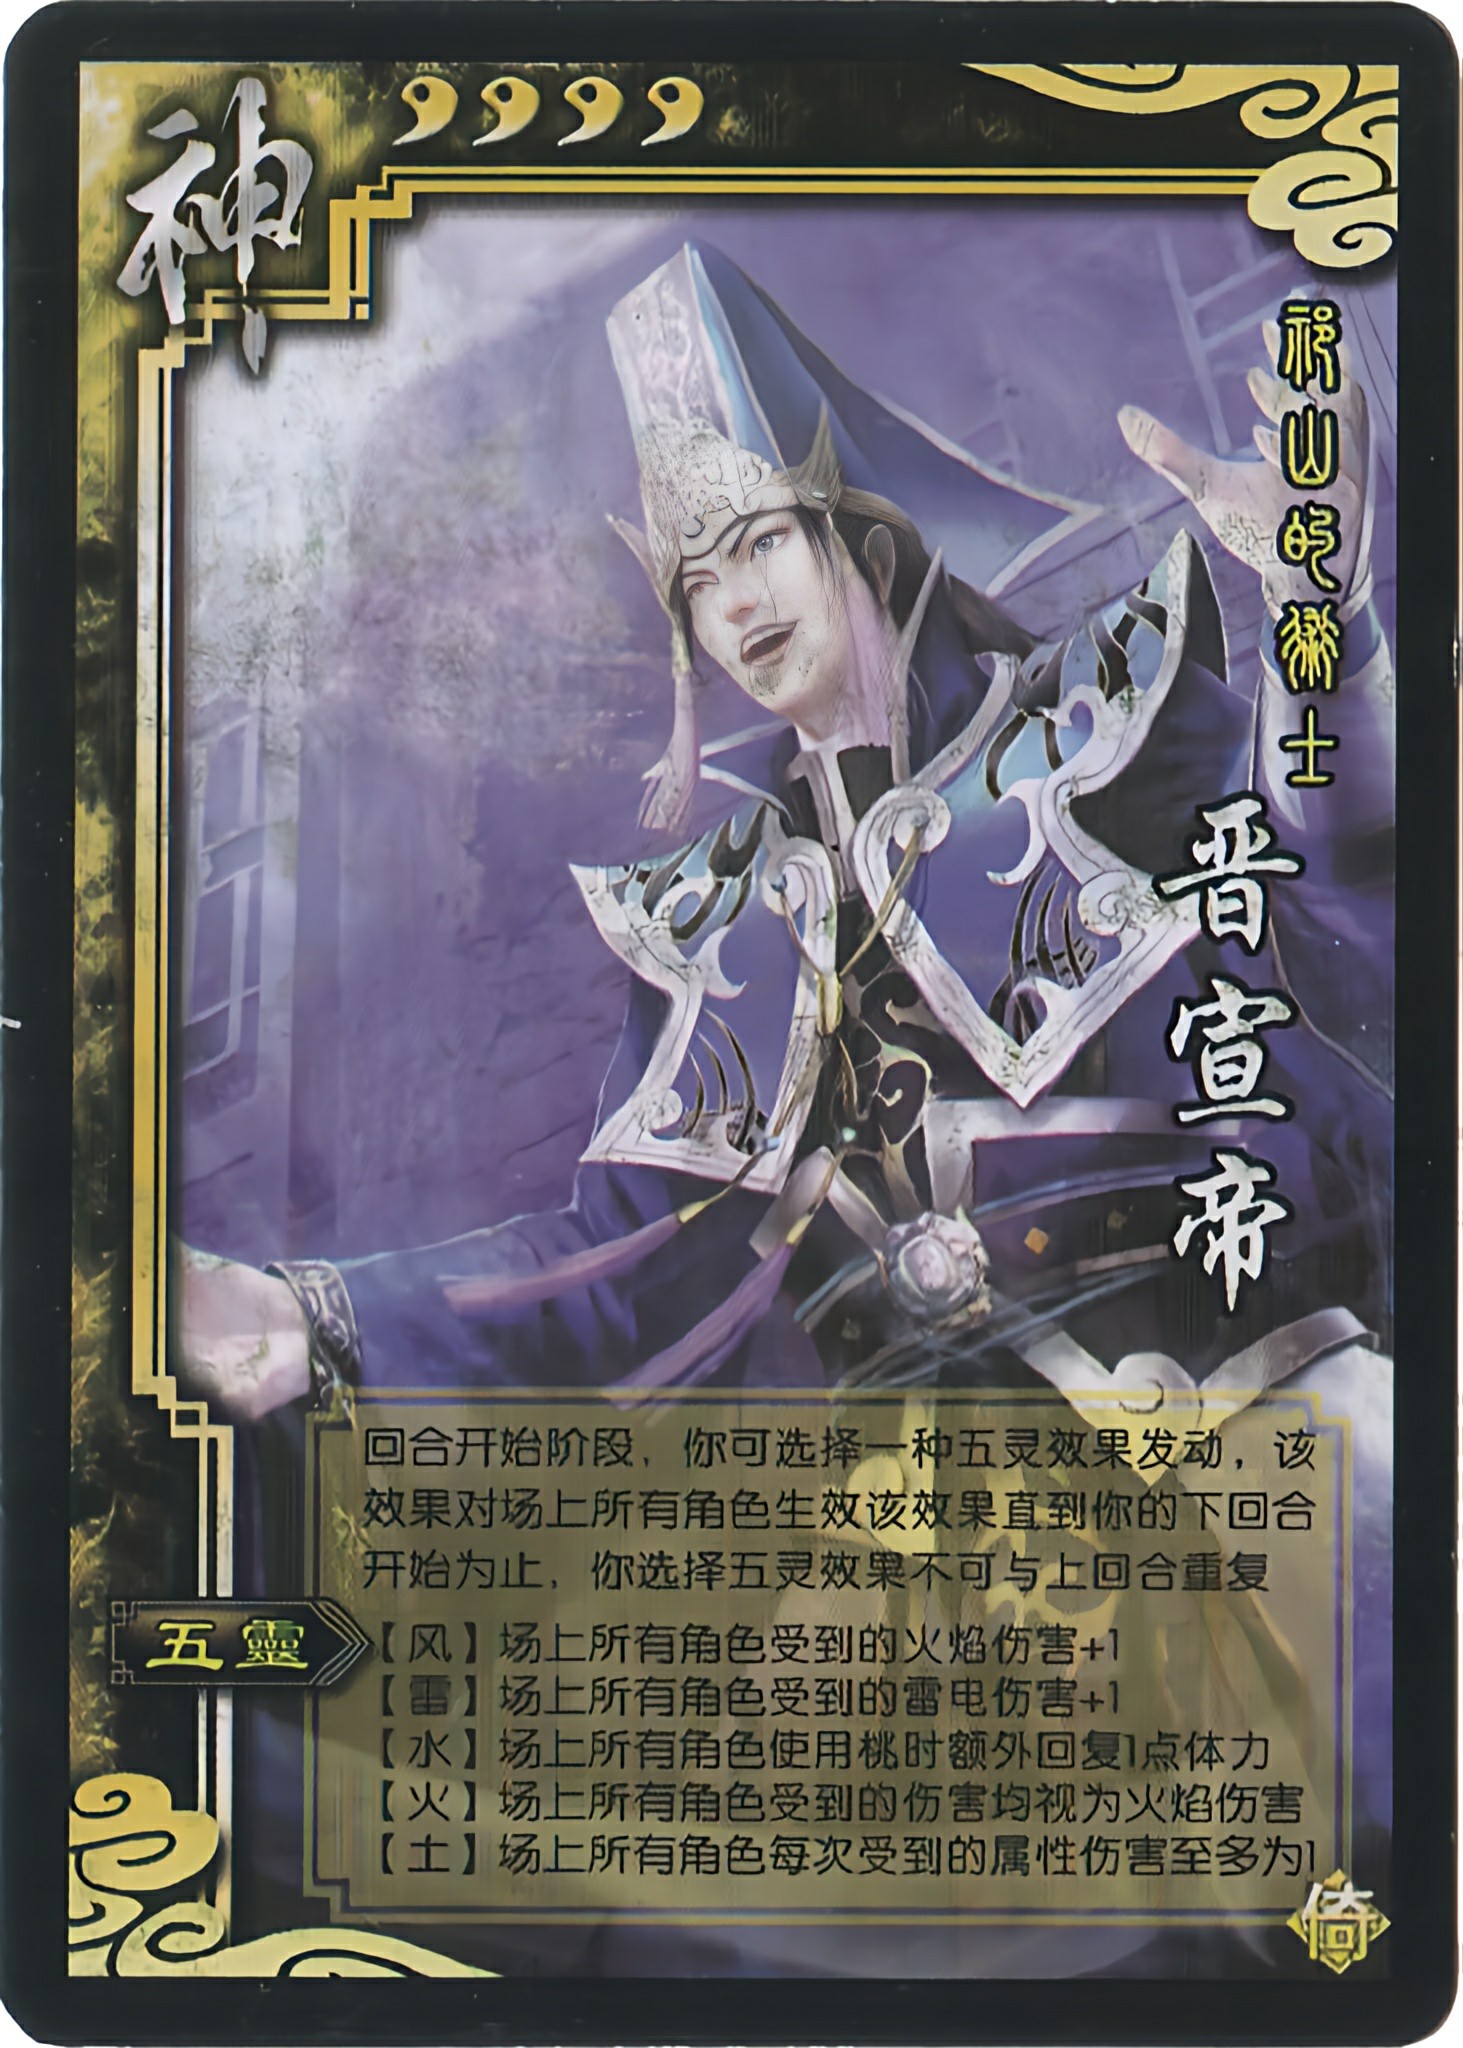 神
祁山的術士
晋宣帝
回合开始阶段，你可选择一种五灵效果发动，该
效果对场上所有角色生效该效果直到你的下回合
开始为止，你选择五灵效果不可与上回合重复
五靈
【风】场上所有角色受到的火焰伤害+1
【雷】场上所有角色受到的雷电伤害+1
【水】场上所有角色使用桃时额外回复1点体力
【火】场上所有角色受到的伤害均视为火焰伤害
【土】场上所有角色每次受到的属性伤害至多为1
倚